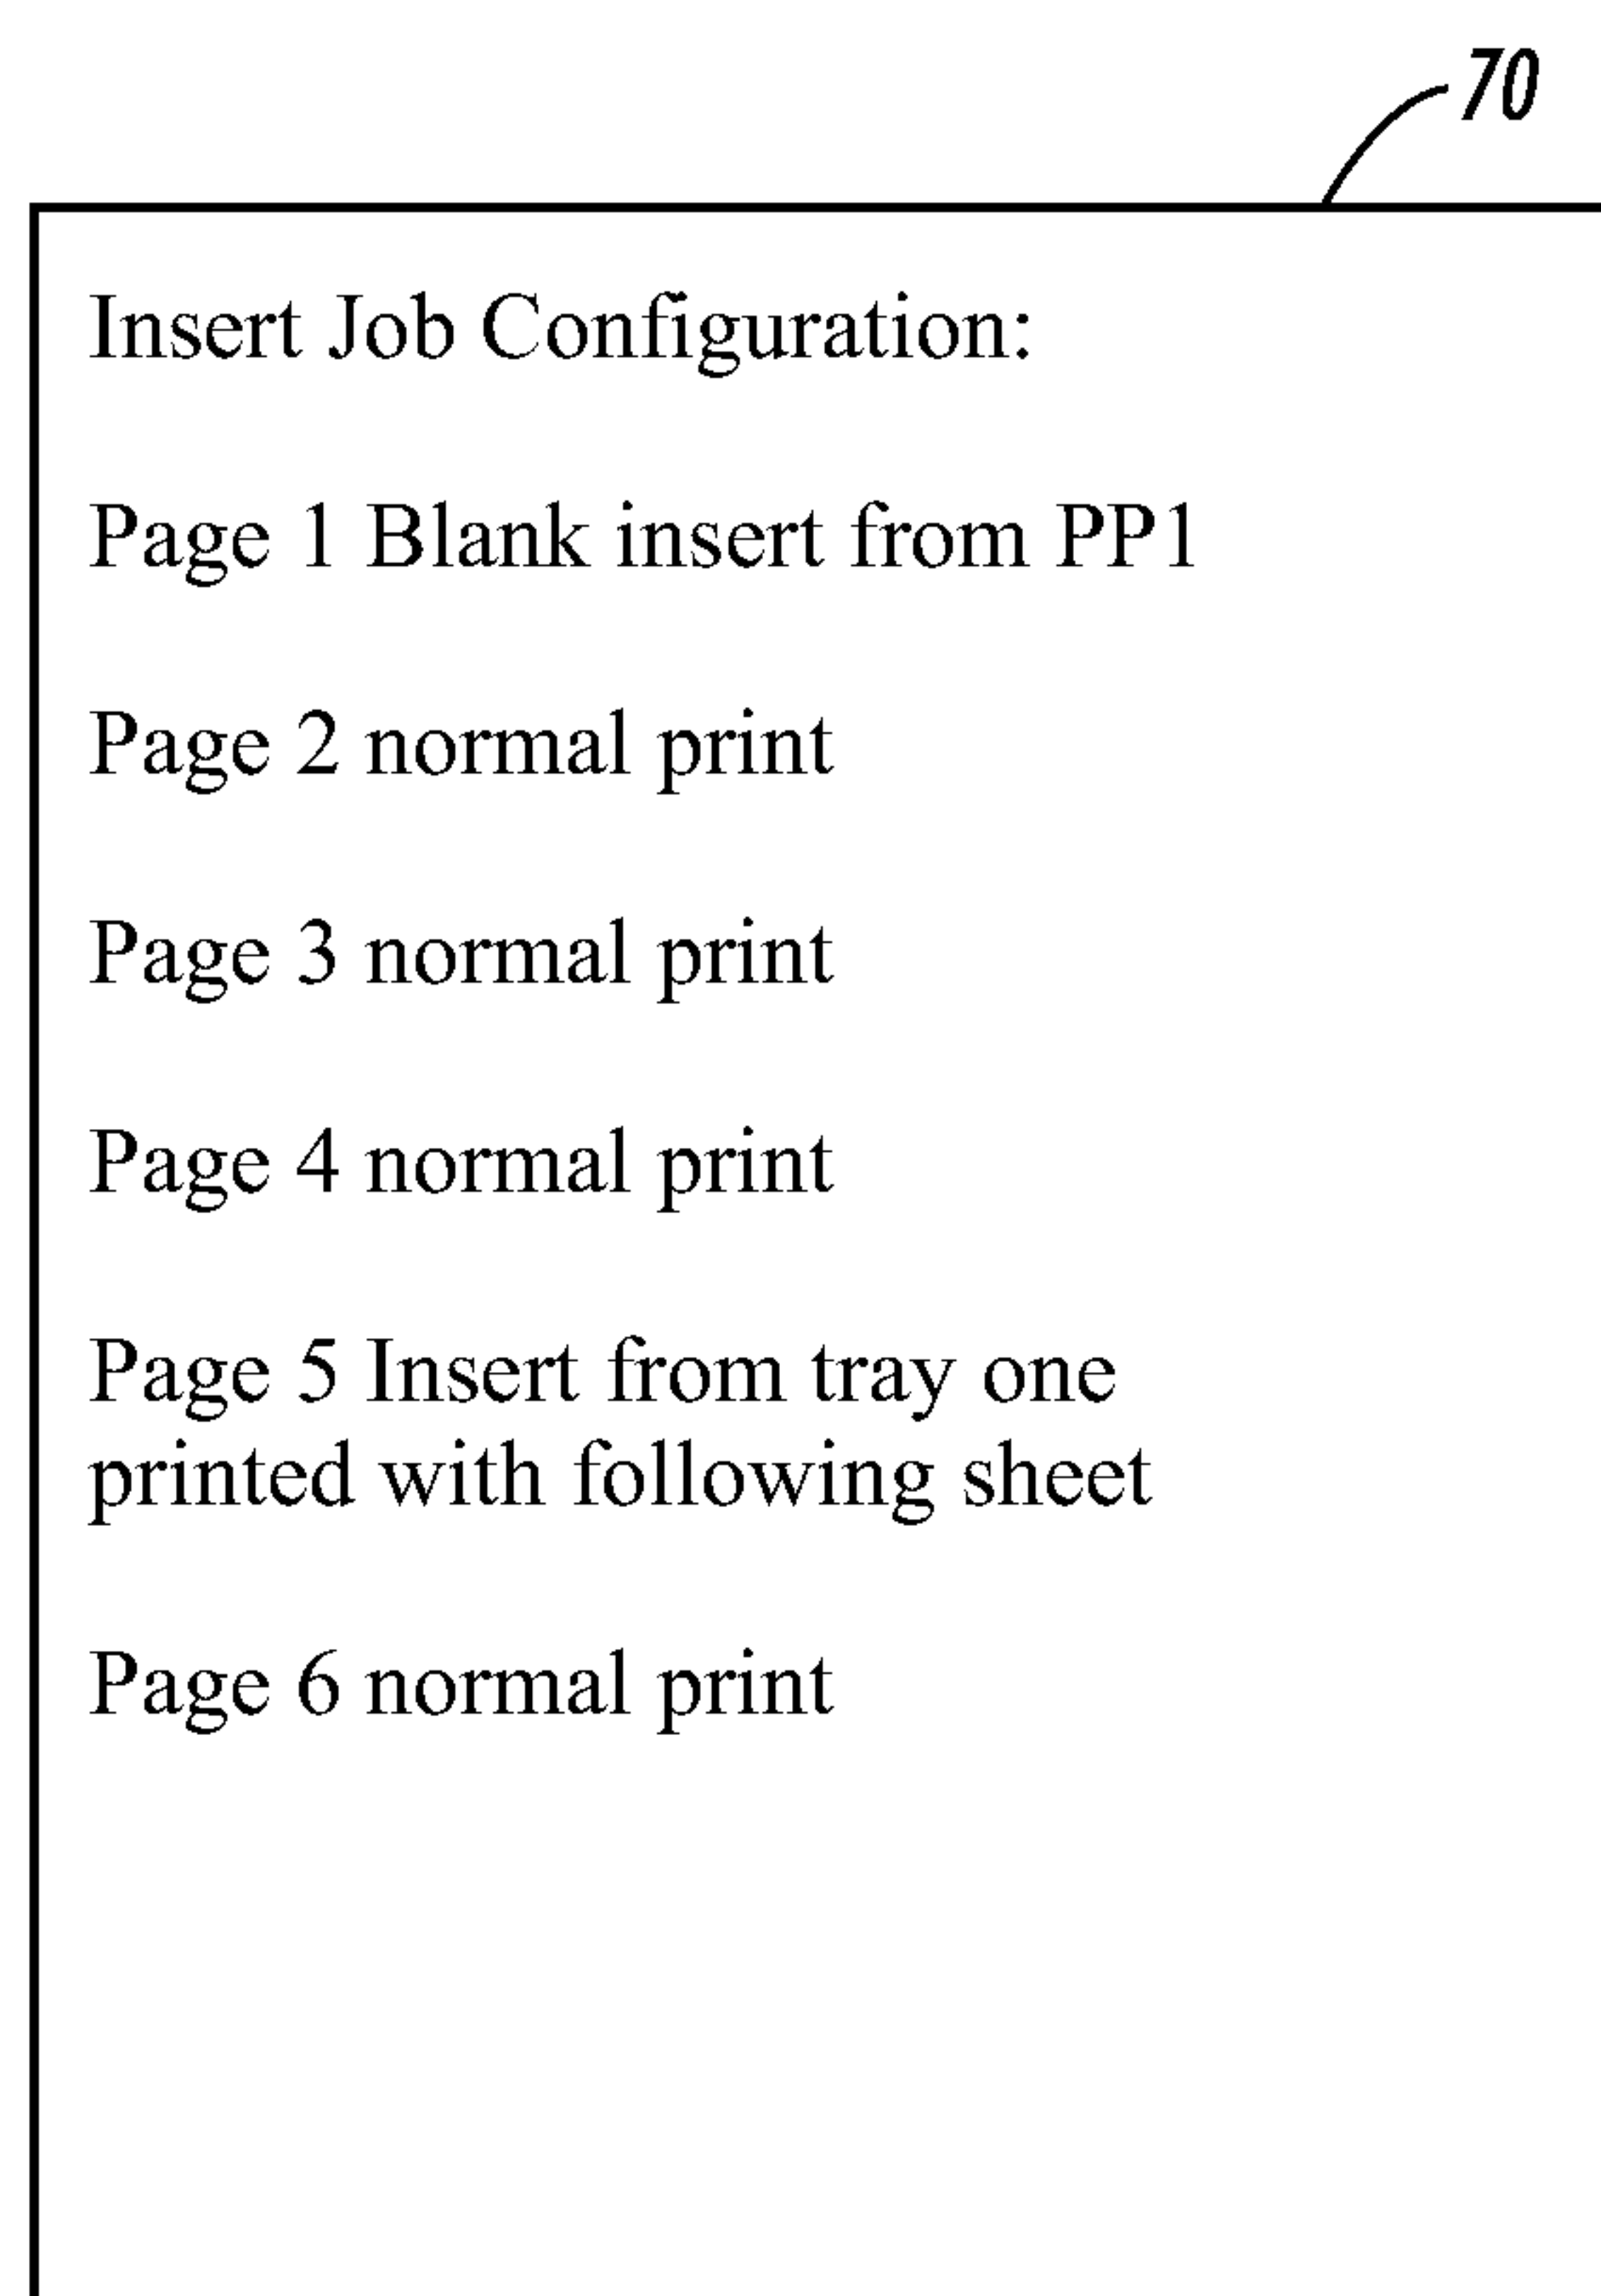 70
Insert Job Configuration:
Page 1 Blank insert from PP1
Page 2 normal print
Page 3 normal print
Page 4 normal print
Page 5 Insert from tray one
printed with following sheet
Page 6 normal print